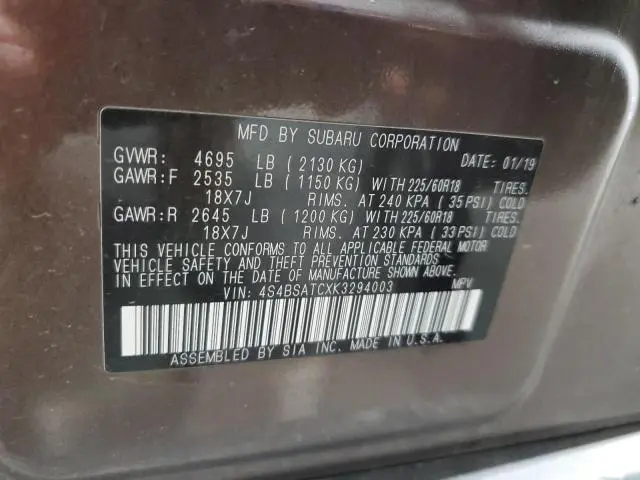 MFD BY SUBARU CORPORATION
GVWR: 4695 LB ( 2130 KG) DATE: 01/19
GAWR:F 2535 LB ( 1150 KG) WITH 225/60R18 TIRES.
18X7J RIMS. AT 240 KPA ( 35 PSI) COLD
GAWR:R 2645 LB ( 1200 KG) WITH 225/60R18 TIRES.
18X7J RIMS. AT 230 KPA ( 33 PSI) COLD
THIS VEHICLE CONFORMS TO ALL APPLICABLE FEDERAL MOTOR
VEHICLE SAFETY AND THEFT PREVENTION STANDARDS
IN EFFECT ON THE DATE OF MANUFACTURE SHOWN ABOVE.
VIN: 4S4BSATCXK3294003 MPV
ASSEMBLED BY SIA INC. MADE IN U.S.A.